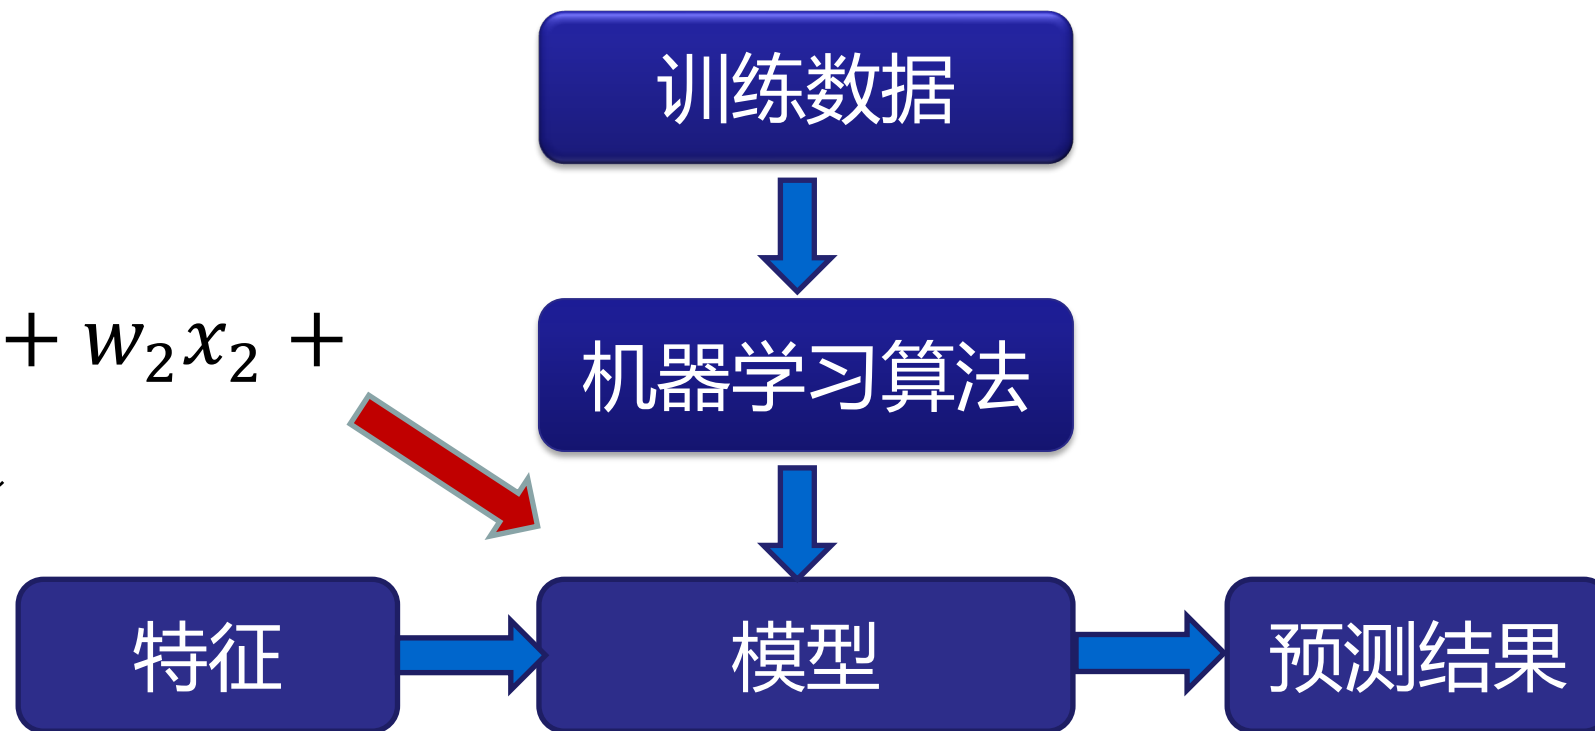 训练数据
+ w₂x₂ +
机器学习算法
特征
模型
预测结果